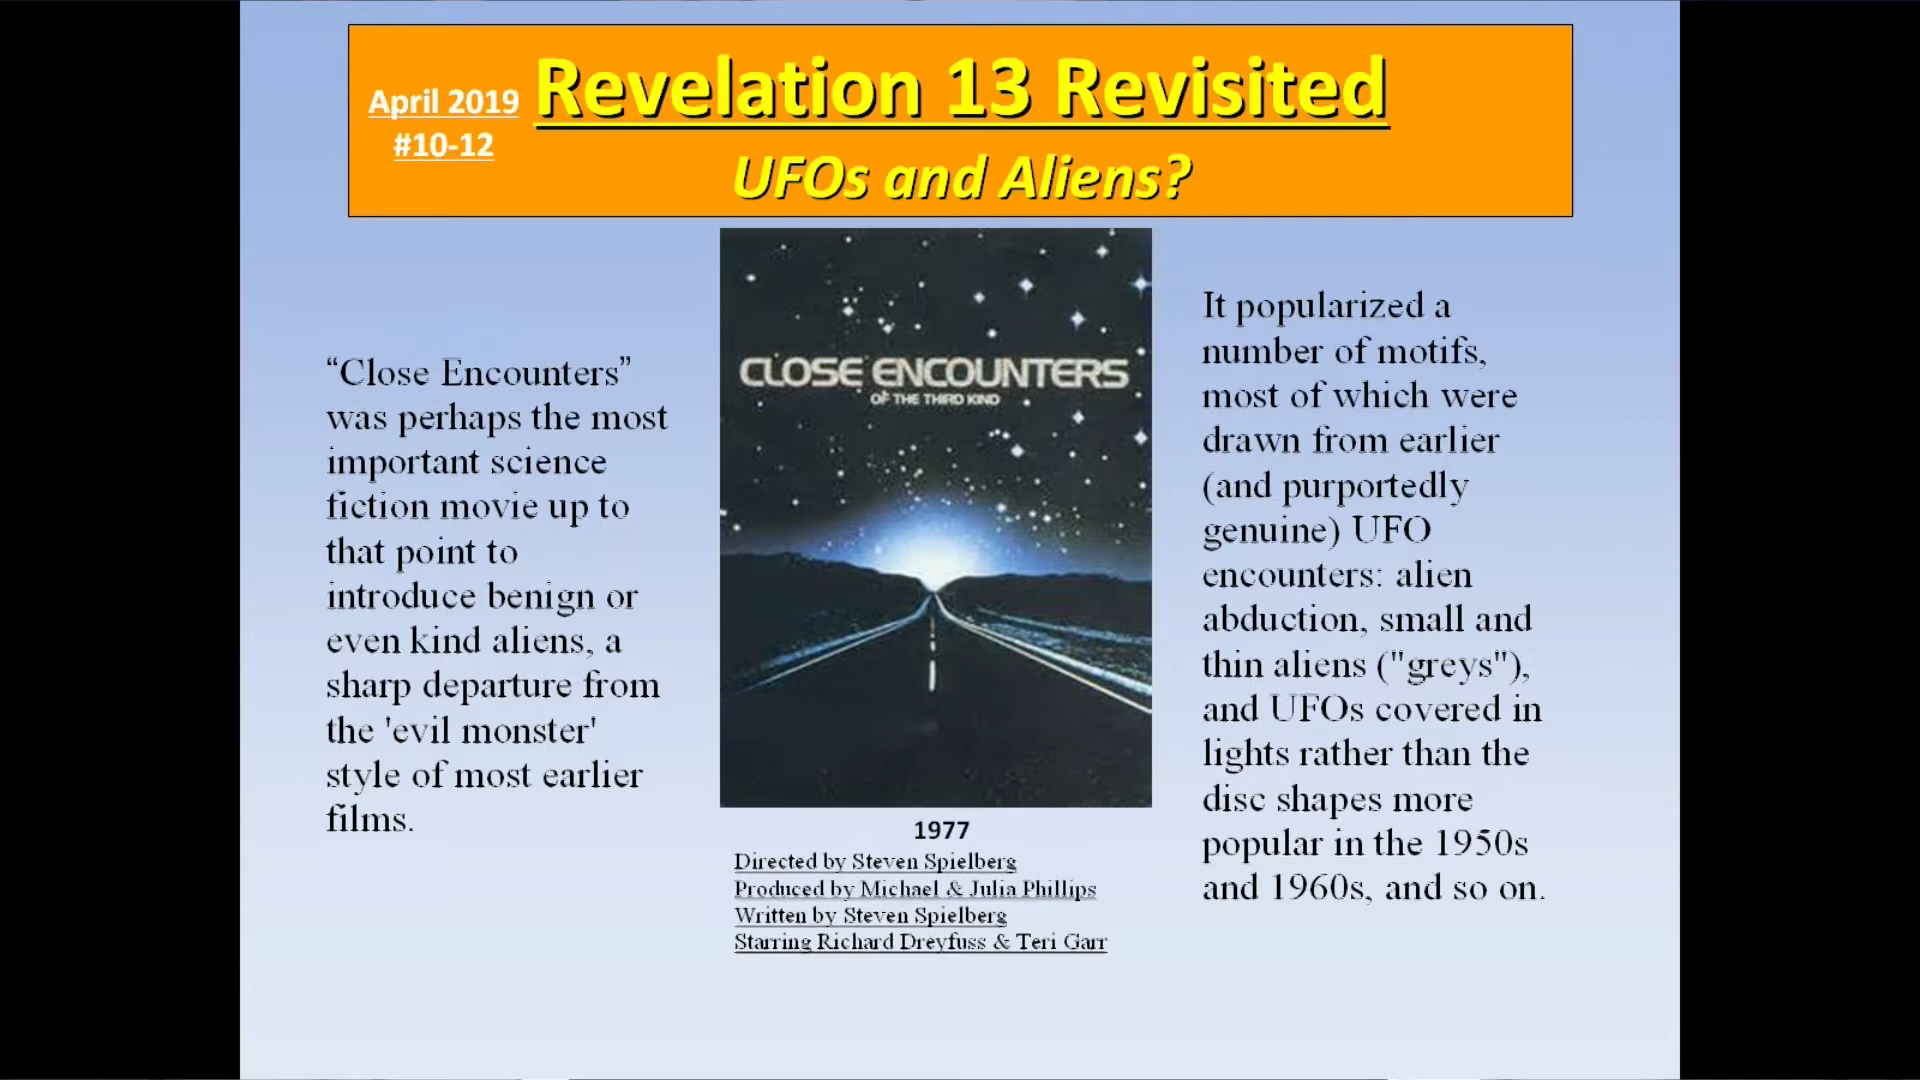 April 2019
#10-12
Revelation 13 Revisited
UFOs and Aliens?
“Close Encounters”
was perhaps the most
important science
fiction movie up to
that point to
introduce benign or
even kind aliens, a
sharp departure from
the 'evil monster'
style of most earlier
films.
CLOSE ENCOUNTERS
OF THE THIRD KIND
1977
Directed by Steven Spielberg
Produced by Michael & Julia Phillips
Written by Steven Spielberg
Starring Richard Dreyfuss & Teri Garr
It popularized a
number of motifs,
most of which were
drawn from earlier
(and purportedly
genuine) UFO
encounters: alien
abduction, small and
thin aliens ("greys"),
and UFOs covered in
lights rather than the
disc shapes more
popular in the 1950s
and 1960s, and so on.